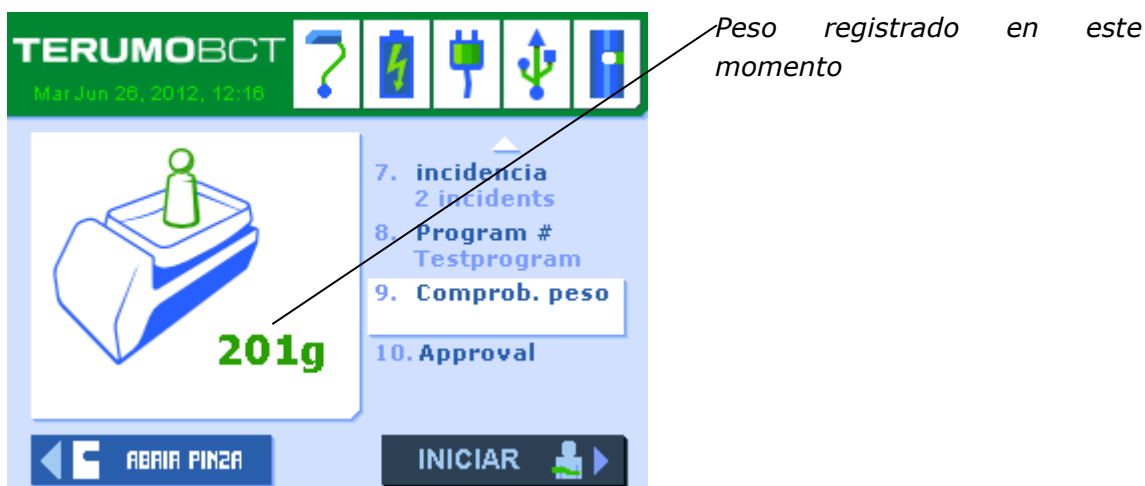 TERUMOBCT
Mar Jun 26, 2012, 12:16
Peso registrado en este
momento
7. incidencia
2 incidents
8. Program #
Testprogram
9. Comprob. peso
10. Approval
201g
ABRIR PINZA
INICIAR